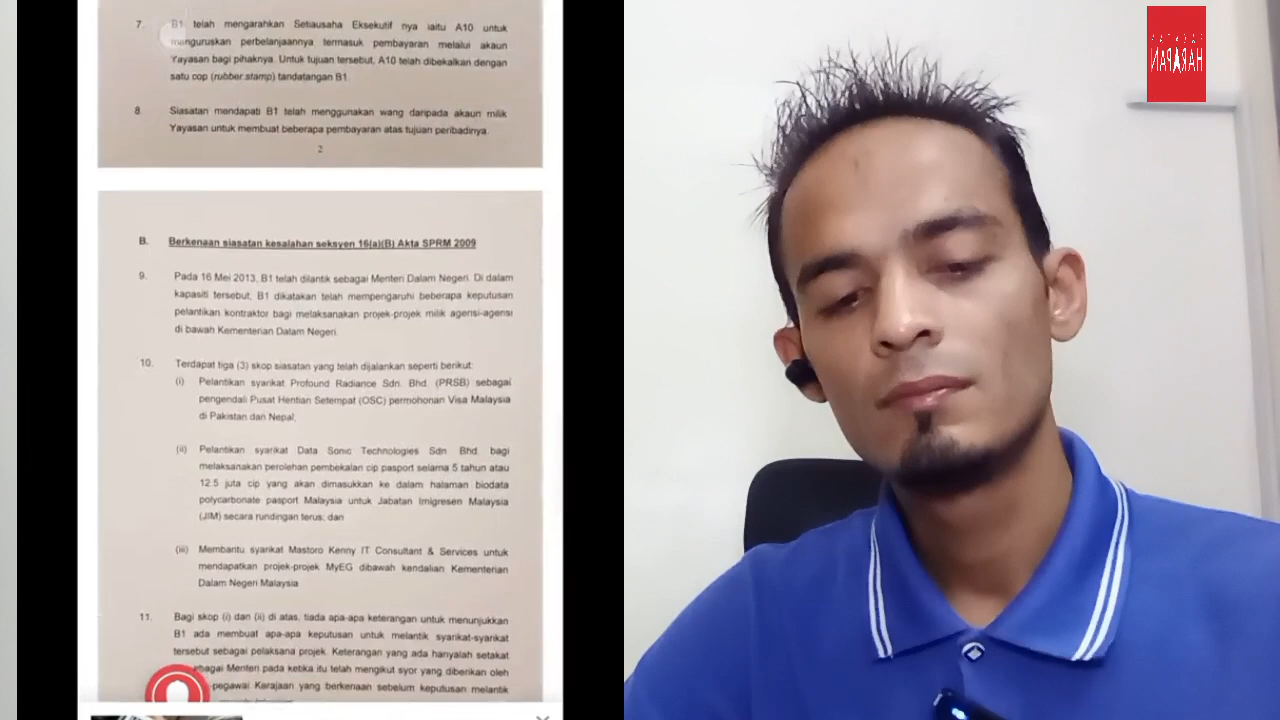 7. B1 telah mengarahkan Setiausaha Eksekutif nya iaitu A10 untuk
menguruskan perbelanjaannya termasuk pembayaran melalui akaun
Yayasan bagi pihaknya. Untuk tujuan tersebut, A10 telah dibekalkan dengan
satu cop (rubber stamp) tandatangan B1.
8. Siasatan mendapati B1 telah menggunakan wang daripada akaun milik
Yayasan untuk membuat beberapa pembayaran atas tujuan peribadinya.
2
B. Berkenaan siasatan kesalahan seksyen 16(a)(B) Akta SPRM 2009
9. Pada 16 Mei 2013, B1 telah dilantik sebagai Menteri Dalam Negeri. Di dalam
kapasiti tersebut, B1 dikatakan telah mempengaruhi beberapa keputusan
pelantikan kontraktor bagi melaksanakan projek-projek milik agensi-agensi
di bawah Kementerian Dalam Negeri.
10. Terdapat tiga (3) skop siasatan yang telah dijalankan seperti berikut:
(i) Pelantikan syarikat Profound Radiance Sdn. Bhd. (PRSB) sebagai
pengendali Pusat Hentian Setempat (OSC) permohonan Visa Malaysia
di Pakistan dan Nepal;
(ii) Pelantikan syarikat Data Sonic Technologies Sdn Bhd. bagi
melaksanakan perolehan pembekalan cip pasport selama 5 tahun atau
12.5 juta cip yang akan dimasukkan ke dalam halaman biodata
polycarbonate pasport Malaysia untuk Jabatan Imigresen Malaysia
(JIM) secara rundingan terus; dan
(iii) Membantu syarikat Mastoro Kenny IT Consultant & Services untuk
mendapatkan projek-projek MyEG dibawah kendalian Kementerian
Dalam Negeri Malaysia
11. Bagi skop (i) dan (ii) di atas, tiada apa-apa keterangan untuk menunjukkan
B1 ada membuat apa-apa keputusan untuk melantik syarikat-syarikat
tersebut sebagai pelaksana projek. Keterangan yang ada hanyalah setakat
sebagai Menteri pada ketika itu telah mengikut syor yang diberikan oleh
-pegawai Kerajaan yang berkenaan sebelum keputusan melantik
HARAPAN